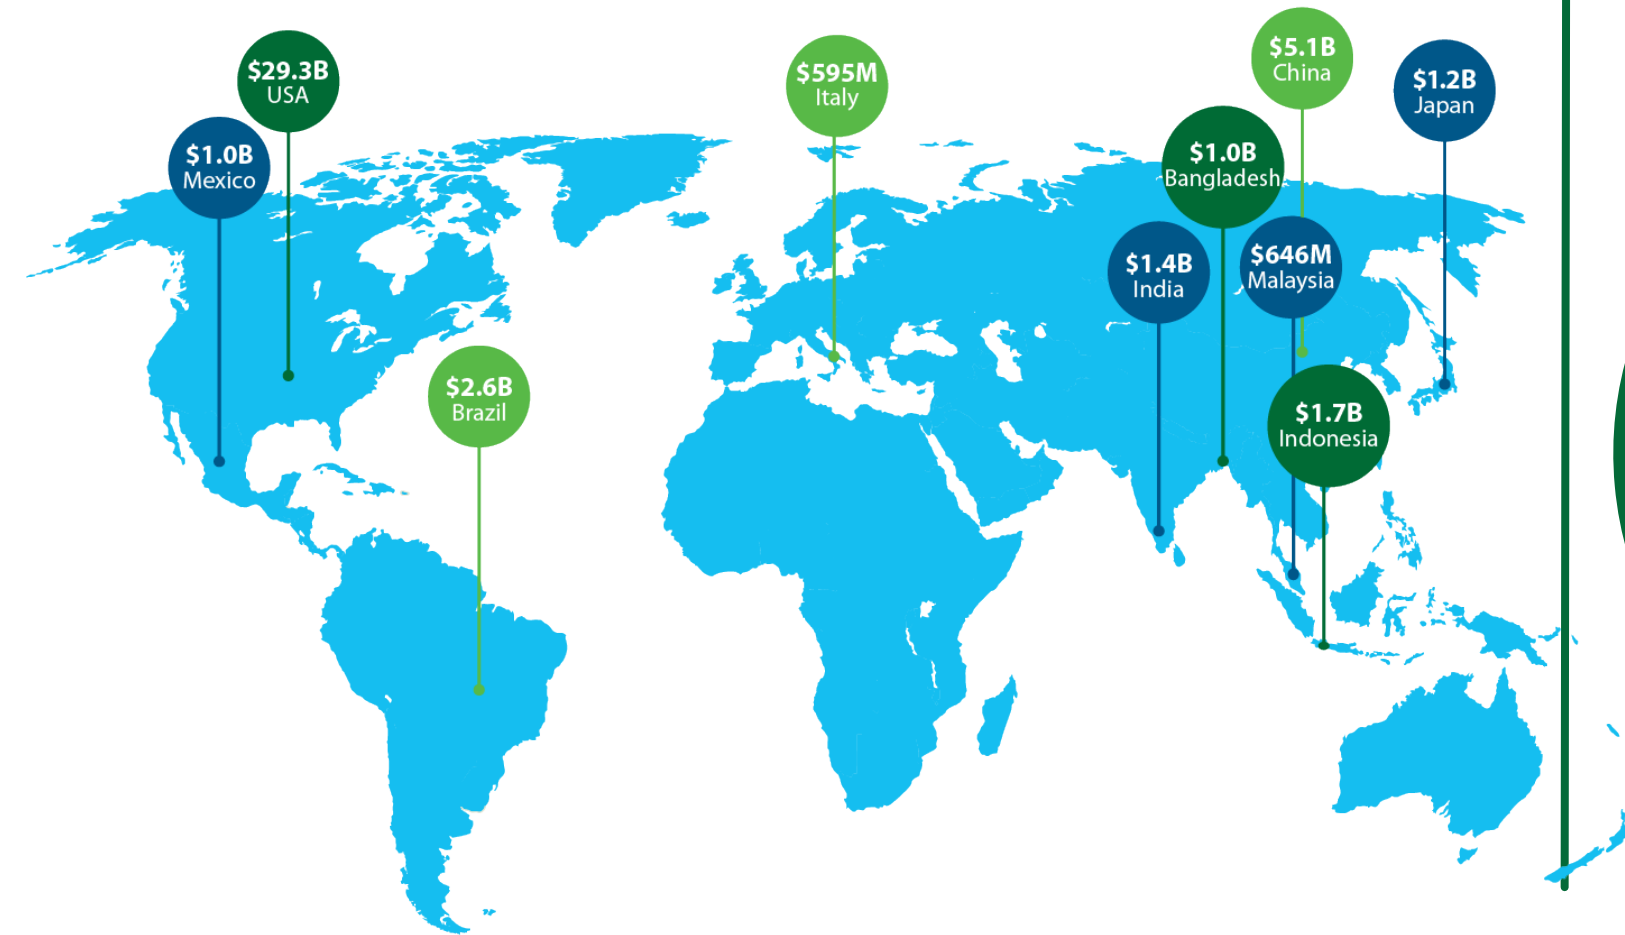 $29.3B
USA
$1.0B
Mexico
$2.6B
Brazil
$595M
Italy
$5.1B
China
$1.2B
Japan
$1.0B
Bangladesh
$1.4B
India
$646M
Malaysia
$1.7B
Indonesia